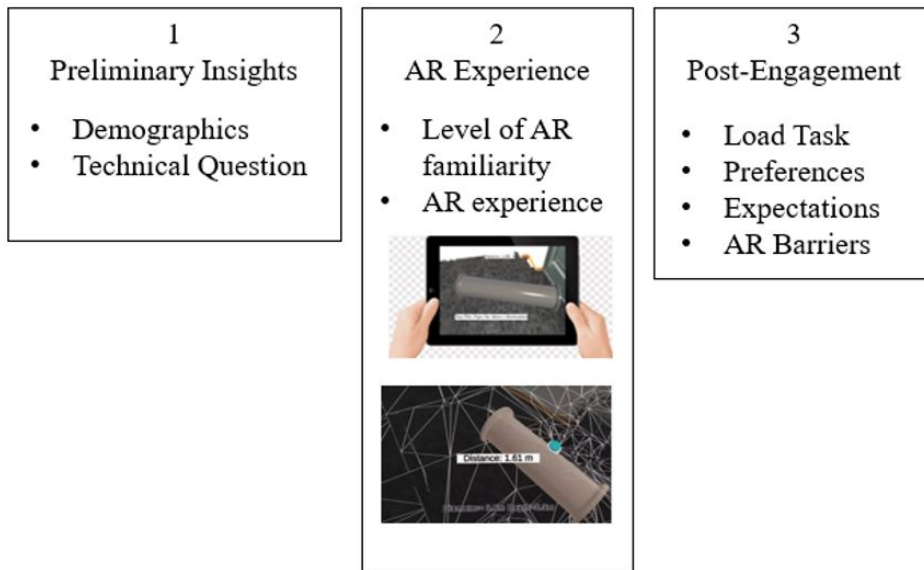 1
Preliminary Insights
• Demographics
• Technical Question
2
AR Experience
• Level of AR
familiarity
• AR experience
Distance: 1.61 m
3
Post-Engagement
• Load Task
• Preferences
• Expectations
• AR Barriers